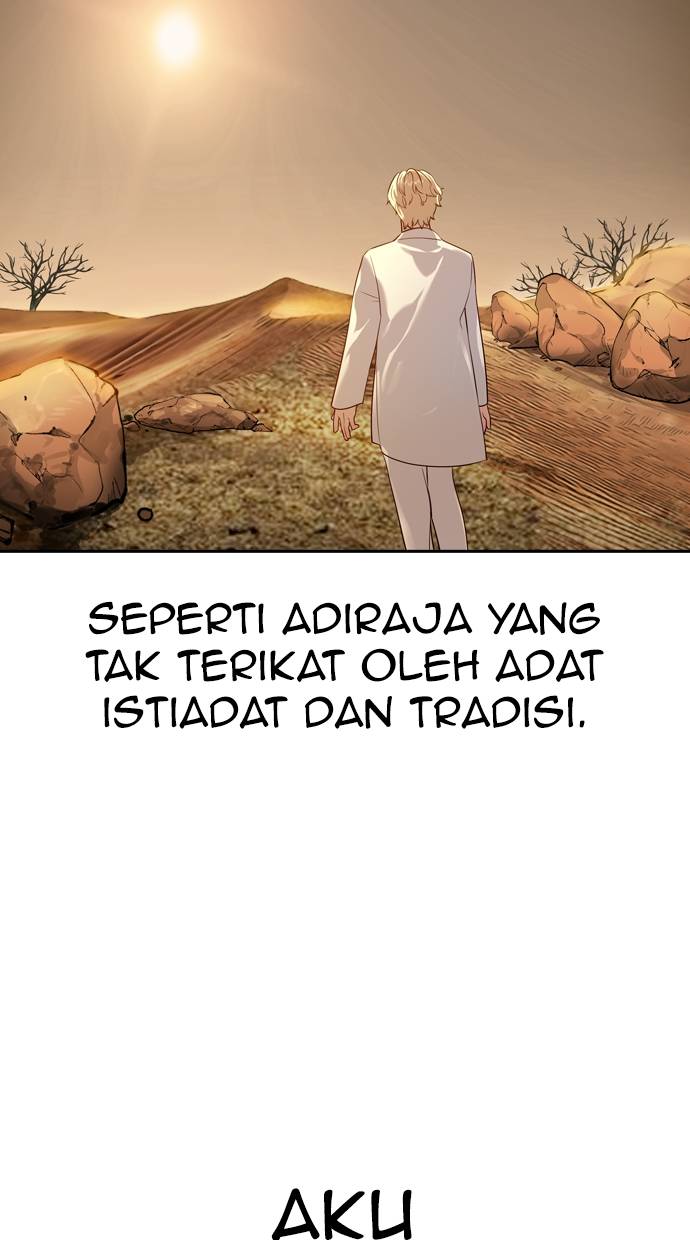 SEPERTI ADIRAJA YANG
TAK TERIKAT OLEH ADAT
ISTIADAT DAN TRADISI.
AKU